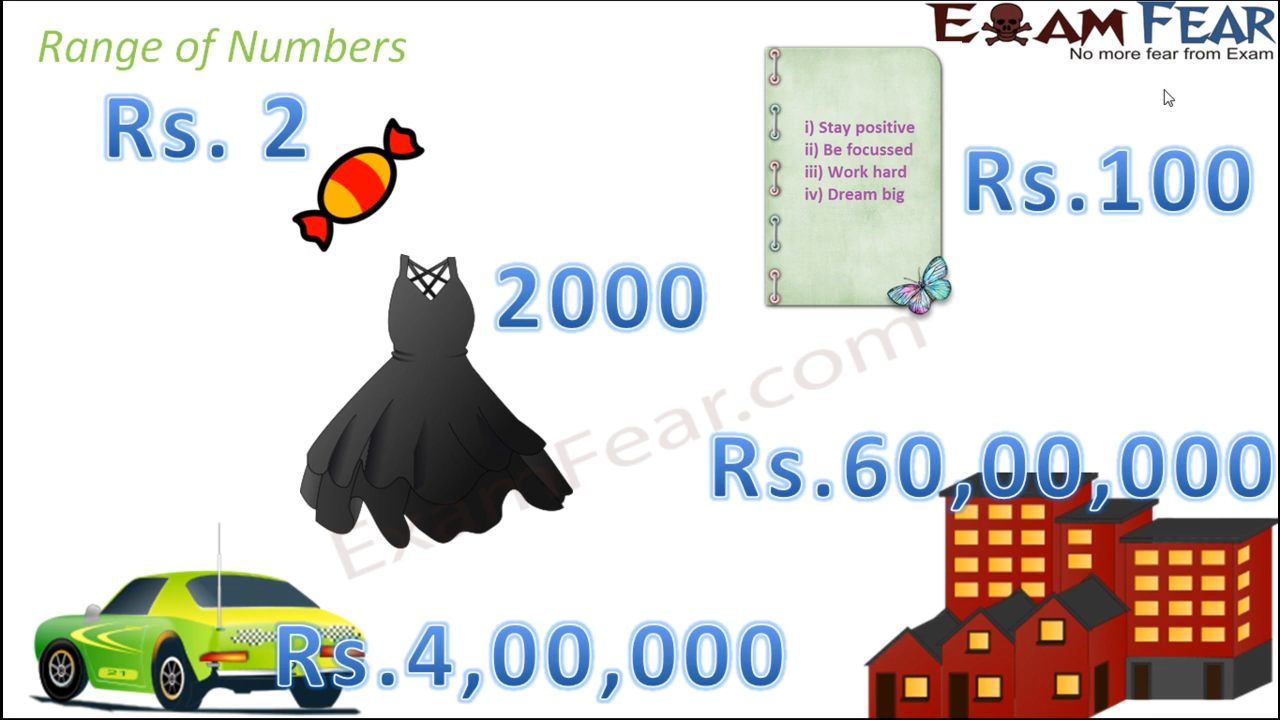 Range of Numbers
EXAM FEAR
No more fear from Exam
Rs. 2
i) Stay positive
ii) Be focussed
iii) Work hard
iv) Dream big
Rs.100
2000
ExamFear.com
Rs.60,00,000
21
Rs.4,00,000